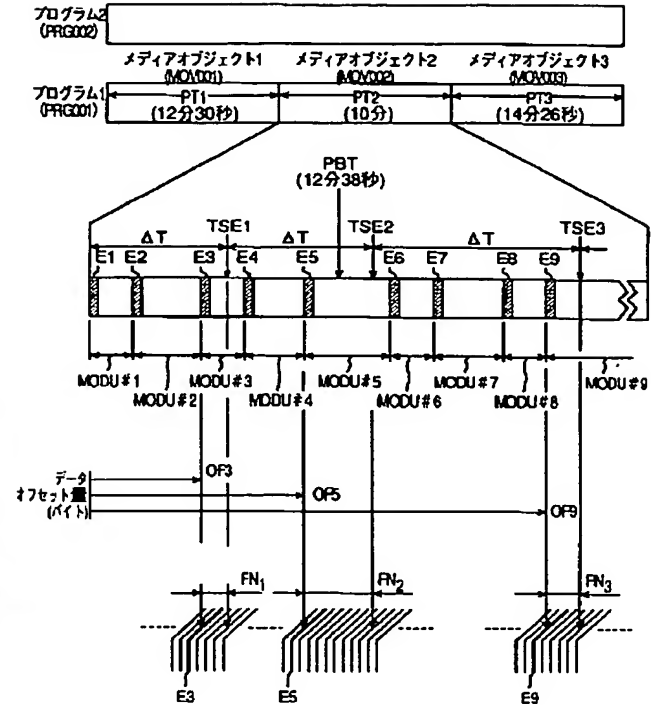 プログラム2
(PRG002)
メディアオブジェクト1 メディアオブジェクト2 メディアオブジェクト3
(MOV001) (MOV002) (MOV003)
プログラム1
(PRG001)
PT1 PT2 PT3
(12分30秒) (10分) (14分26秒)
PBT
(12分38秒)
TSE1 TSE2 TSE3
ΔT ΔT ΔT
E1 E2 E3 E4 E5 E6 E7 E8 E9
MODU#1 MODU#3 MODU#5 MODU#7 MODU#9
MODU#2 MODU#4 MODU#6 MODU#8
データ
オフセット量
(バイト)
OF3
OF5
OF9
FN1 FN2 FN3
E3 E5 E9